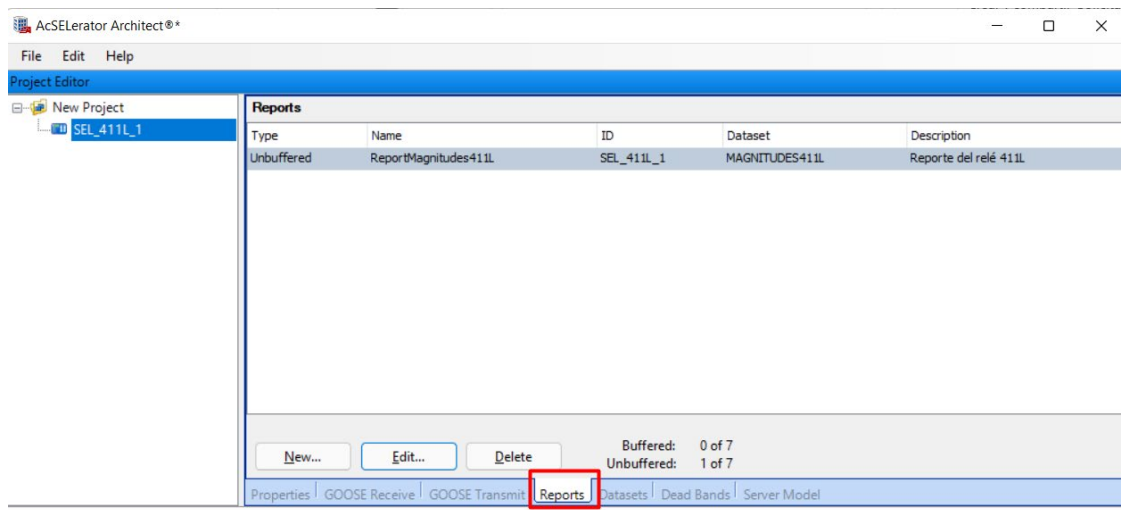 AcSELerator Architect®*
File Edit Help
Project Editor
New Project
SEL_411L_1
Reports
Type Name ID Dataset Description
Unbuffered ReportMagnitudes411L SEL_411L_1 MAGNITUDES411L Reporte del relé 411L
New... Edit... Delete
Buffered: 0 of 7
Unbuffered: 1 of 7
Properties GOOSE Receive GOOSE Transmit Reports Datasets Dead Bands Server Model